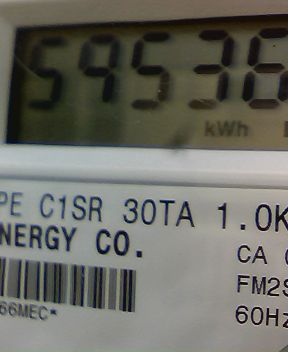 59536
kWh
PE C1SR 30TA 1.0K
NERGY CO.
CA
FM2S
66MEC*
60Hz